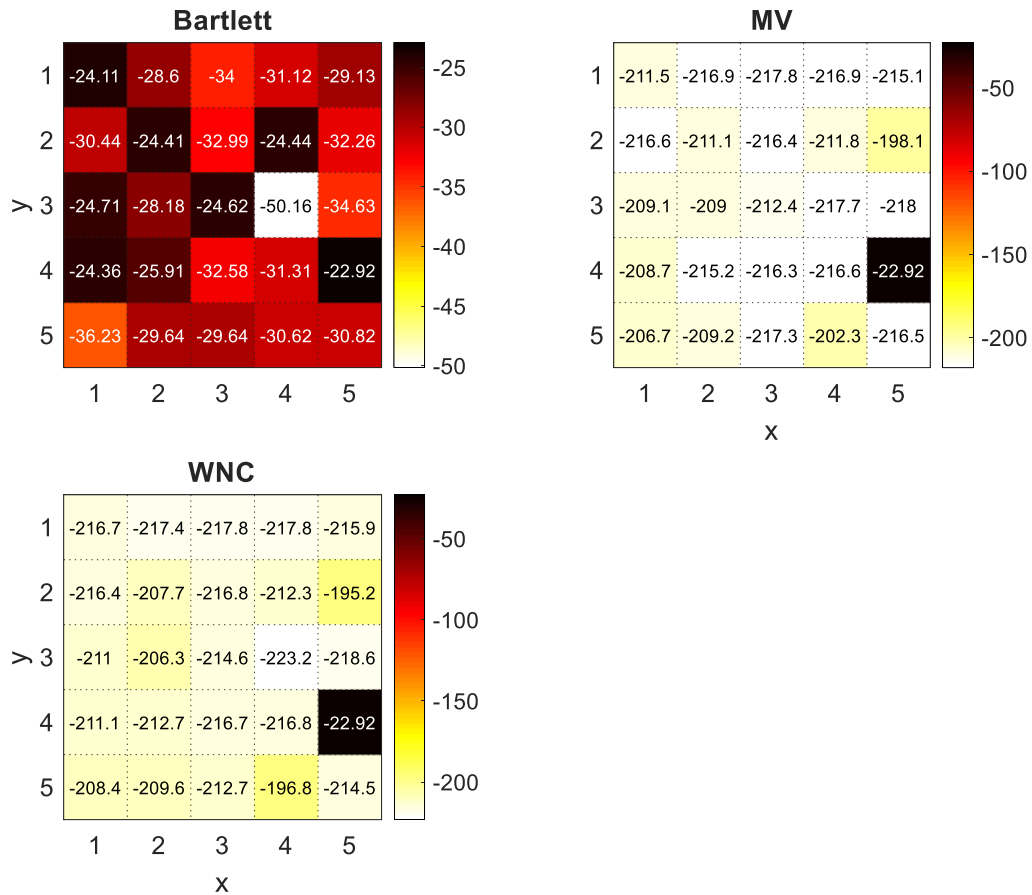 Bartlett
1 -24.11 -28.6 -34 -31.12 -29.13
2 -30.44 -24.41 -32.99 -24.44 -32.26
y 3 -24.71 -28.18 -24.62 -50.16 -34.63
4 -24.36 -25.91 -32.58 -31.31 -22.92
5 -36.23 -29.64 -29.64 -30.62 -30.82
1 2 3 4 5
-25
-30
-35
-40
-45
-50
MV
1 -211.5 -216.9 -217.8 -216.9 -215.1
2 -216.6 -211.1 -216.4 -211.8 -198.1
3 -209.1 -209 -212.4 -217.7 -218
4 -208.7 -215.2 -216.3 -216.6 -22.92
5 -206.7 -209.2 -217.3 -202.3 -216.5
1 2 3 4 5
x
-50
-100
-150
-200
WNC
1 -216.7 -217.4 -217.8 -217.8 -215.9
2 -216.4 -207.7 -216.8 -212.3 -195.2
y 3 -211 -206.3 -214.6 -223.2 -218.6
4 -211.1 -212.7 -216.7 -216.8 -22.92
5 -208.4 -209.6 -212.7 -196.8 -214.5
1 2 3 4 5
x
-50
-100
-150
-200